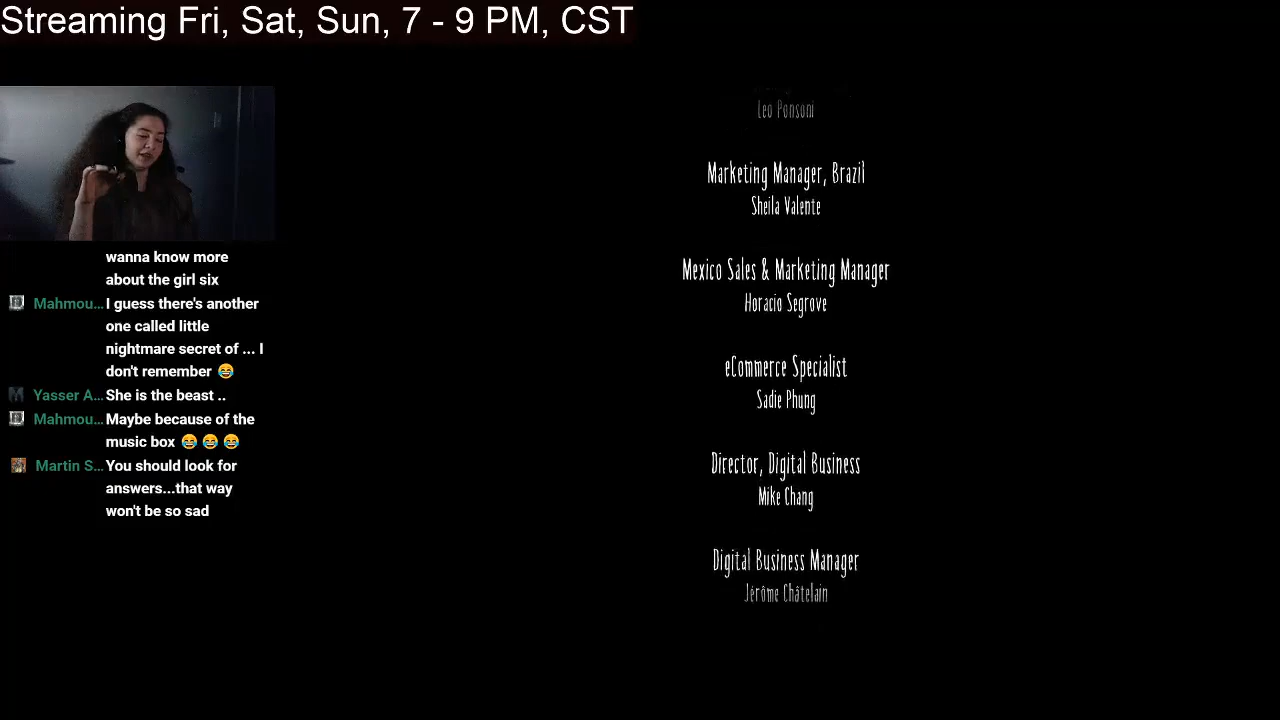 Streaming Fri, Sat, Sun, 7 - 9 PM, CST
wanna know more
about the girl six
Mahmou... I guess there's another
one called little
nightmare secret of ... I
don't remember 😂
Yasser A... She is the beast ..
Mahmou... Maybe because of the
music box 😂 😂 😂
Martin S... You should look for
answers...that way
won't be so sad
Leo Ponsoni
Marketing Manager, Brazil
Sheila Valente
Mexico Sales & Marketing Manager
Horacio Segrove
eCommerce Specialist
Sadie Phung
Director, Digital Business
Mike Chang
Digital Business Manager
Jérôme Châtelain